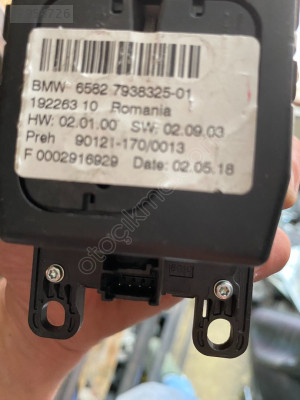 BMW 6582 7938325-01
192263 10 Romania
HW: 02.01.00 SW: 02.09.03
Preh 90121-170/0013
F 0002916929 Date: 02.05.18
otoçıkma